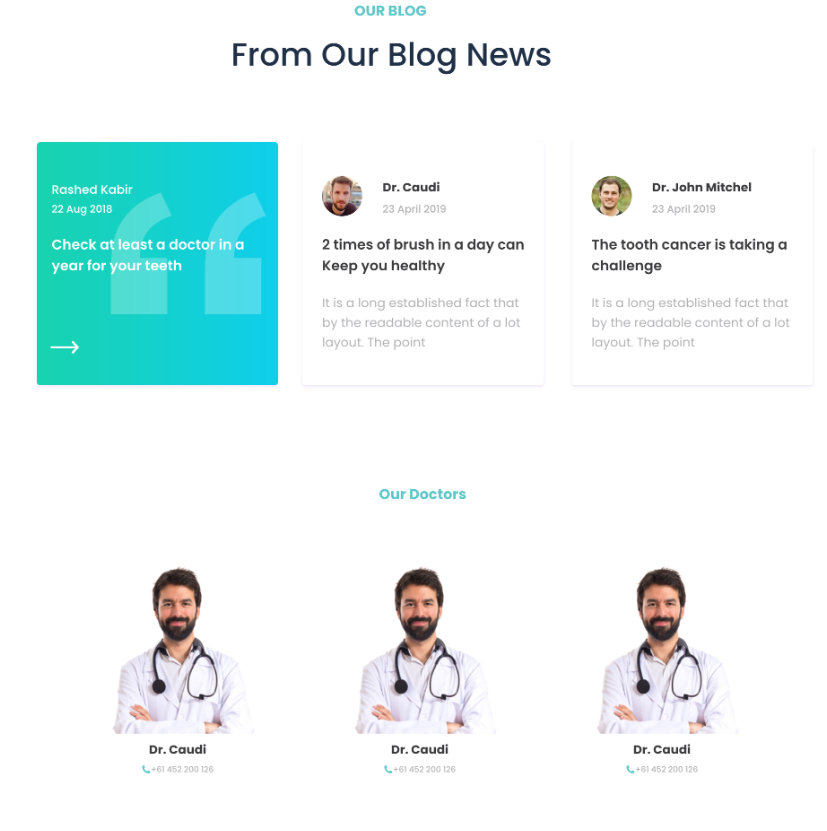 OUR BLOG
From Our Blog News
Rashed Kabir
22 Aug 2018
Check at least a doctor in a
year for your teeth
Dr. Caudi
23 April 2019
2 times of brush in a day can
Keep you healthy
It is a long established fact that
by the readable content of a lot
layout. The point
Dr. John Mitchel
23 April 2019
The tooth cancer is taking a
challenge
It is a long established fact that
by the readable content of a lot
layout. The point
Our Doctors
Dr. Caudi
+61 452 200 126
Dr. Caudi
+61 452 200 126
Dr. Caudi
+61 452 200 126